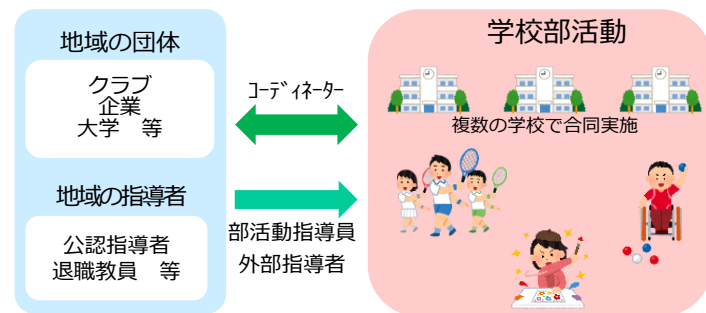 地域の団体
クラブ
企業
大学　等
地域の指導者
公認指導者
退職教員　等
ｺｰﾃﾞｨﾈｰﾀｰ
部活動指導員
外部指導者
学校部活動
複数の学校で合同実施